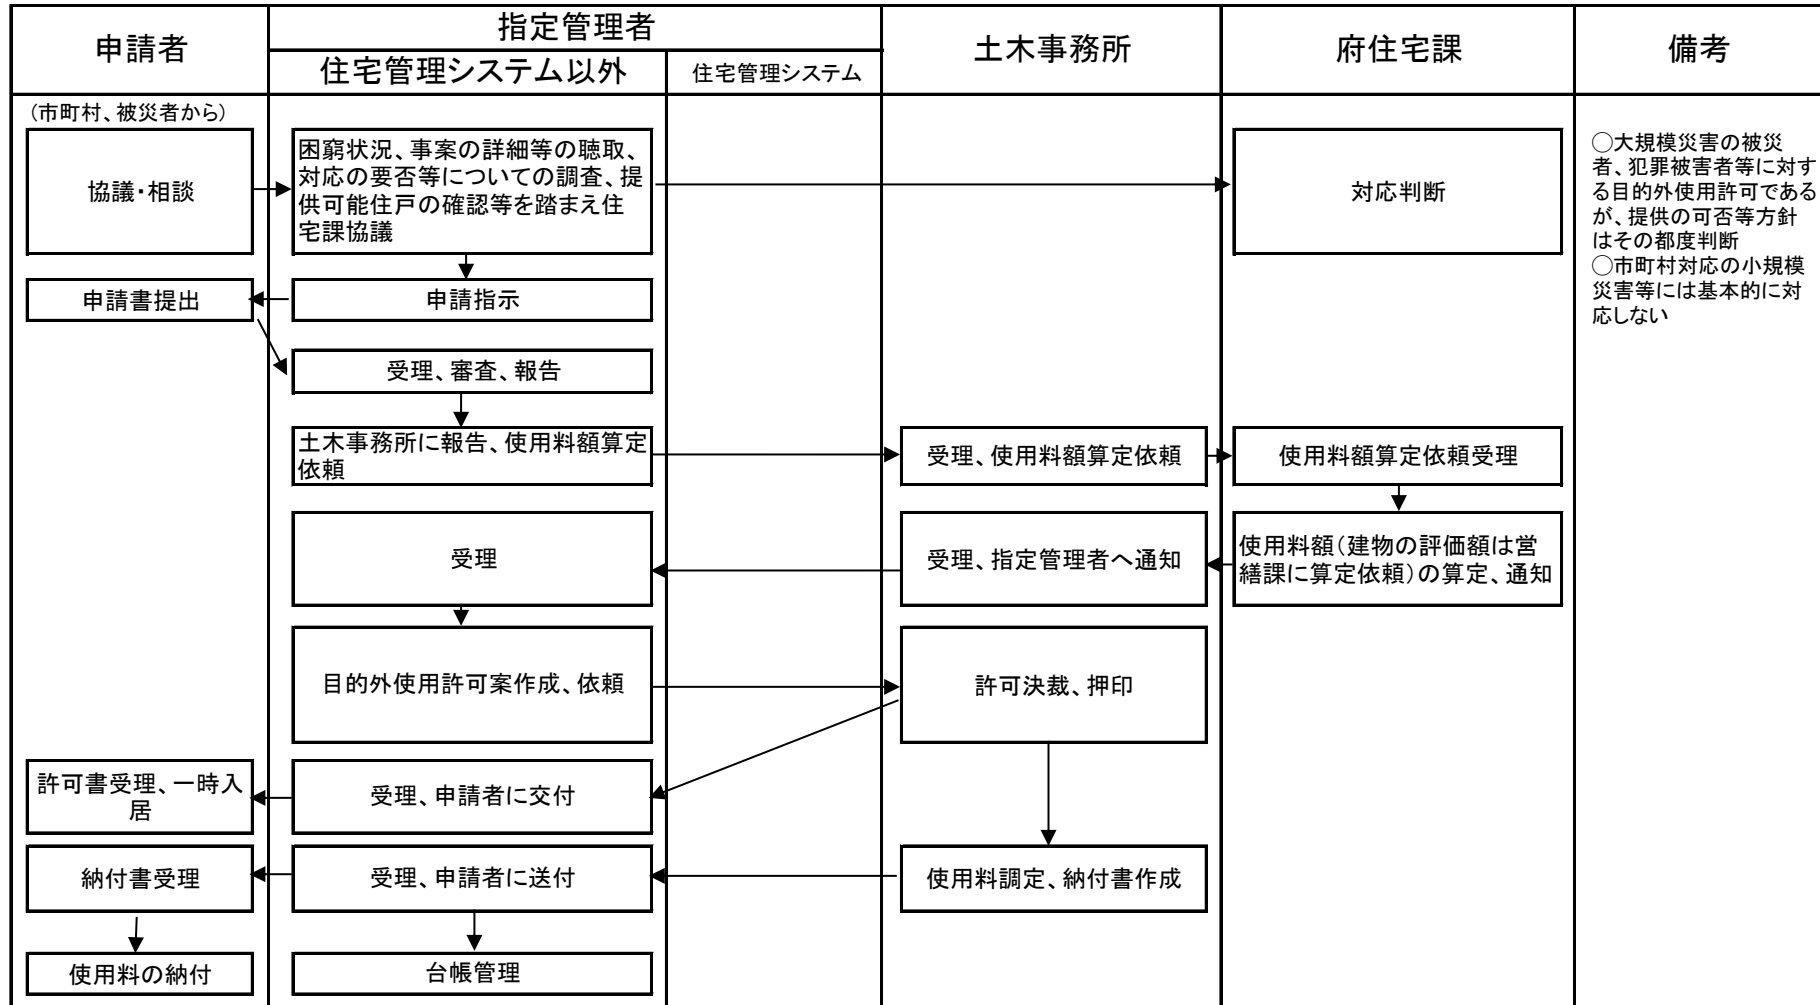 申請者
指定管理者
土木事務所
府住宅課
備考
住宅管理システム以外
住宅管理システム
(市町村、被災者から)
協議・相談
困窮状況、事案の詳細等の聴取、
対応の要否等についての調査、提
供可能住戸の確認等を踏まえ住
宅課協議
対応判断
○大規模災害の被災
者、犯罪被害者等に対す
る目的外使用許可である
が、提供の可否等方針
はその都度判断
○市町村対応の小規模
災害等には基本的に対
応しない
申請書提出
申請指示
受理、審査、報告
土木事務所に報告、使用料額算定
依頼
受理、使用料額算定依頼
使用料額算定依頼受理
受理
受理、指定管理者へ通知
使用料額(建物の評価額は営
繕課に算定依頼)の算定、通知
目的外使用許可案作成、依頼
許可決裁、押印
許可書受理、一時入
居
受理、申請者に交付
納付書受理
受理、申請者に送付
使用料調定、納付書作成
使用料の納付
台帳管理